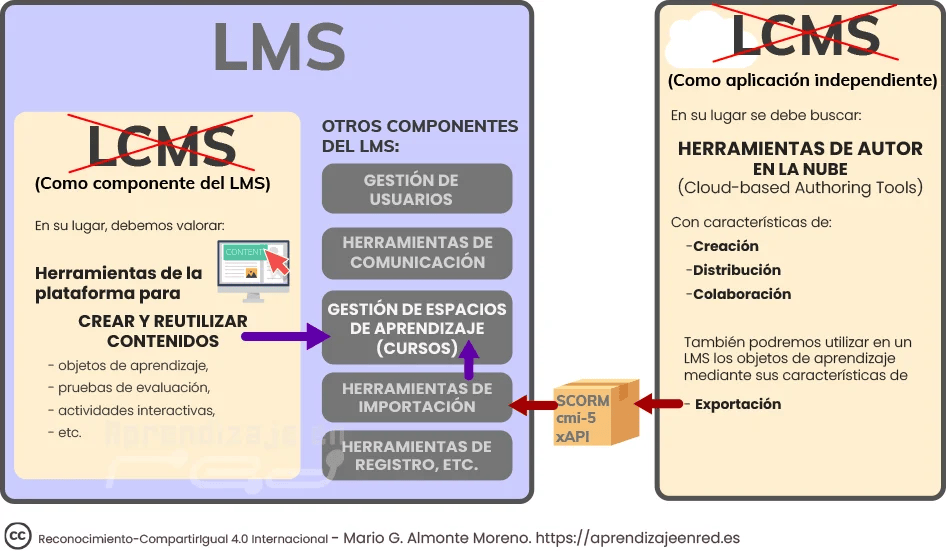 LMS
LCMS
(Como componente del LMS)
En su lugar, debemos valorar:
CONTENT
Herramientas de la
plataforma para
CREAR Y REUTILIZAR
CONTENIDOS
- objetos de aprendizaje,
- pruebas de evaluación,
- actividades interactivas,
- etc.
Aprendizaje en
red
OTROS COMPONENTES
DEL LMS:
GESTIÓN DE
USUARIOS
HERRAMIENTAS DE
COMUNICACIÓN
GESTIÓN DE ESPACIOS
DE APRENDIZAJE
(CURSOS)
HERRAMIENTAS DE
IMPORTACIÓN
HERRAMIENTAS DE
REGISTRO, ETC.
SCORM
cmi-5
xAPI
LCMS
(Como aplicación independiente)
En su lugar se debe buscar:
HERRAMIENTAS DE AUTOR
EN LA NUBE
(Cloud-based Authoring Tools)
Con características de:
-Creación
-Distribución
-Colaboración
También podremos utilizar en un
LMS los objetos de aprendizaje
mediante sus características de
- Exportación
cc Reconocimiento-CompartirIgual 4.0 Internacional - Mario G. Almonte Moreno. https://aprendizajeenred.es